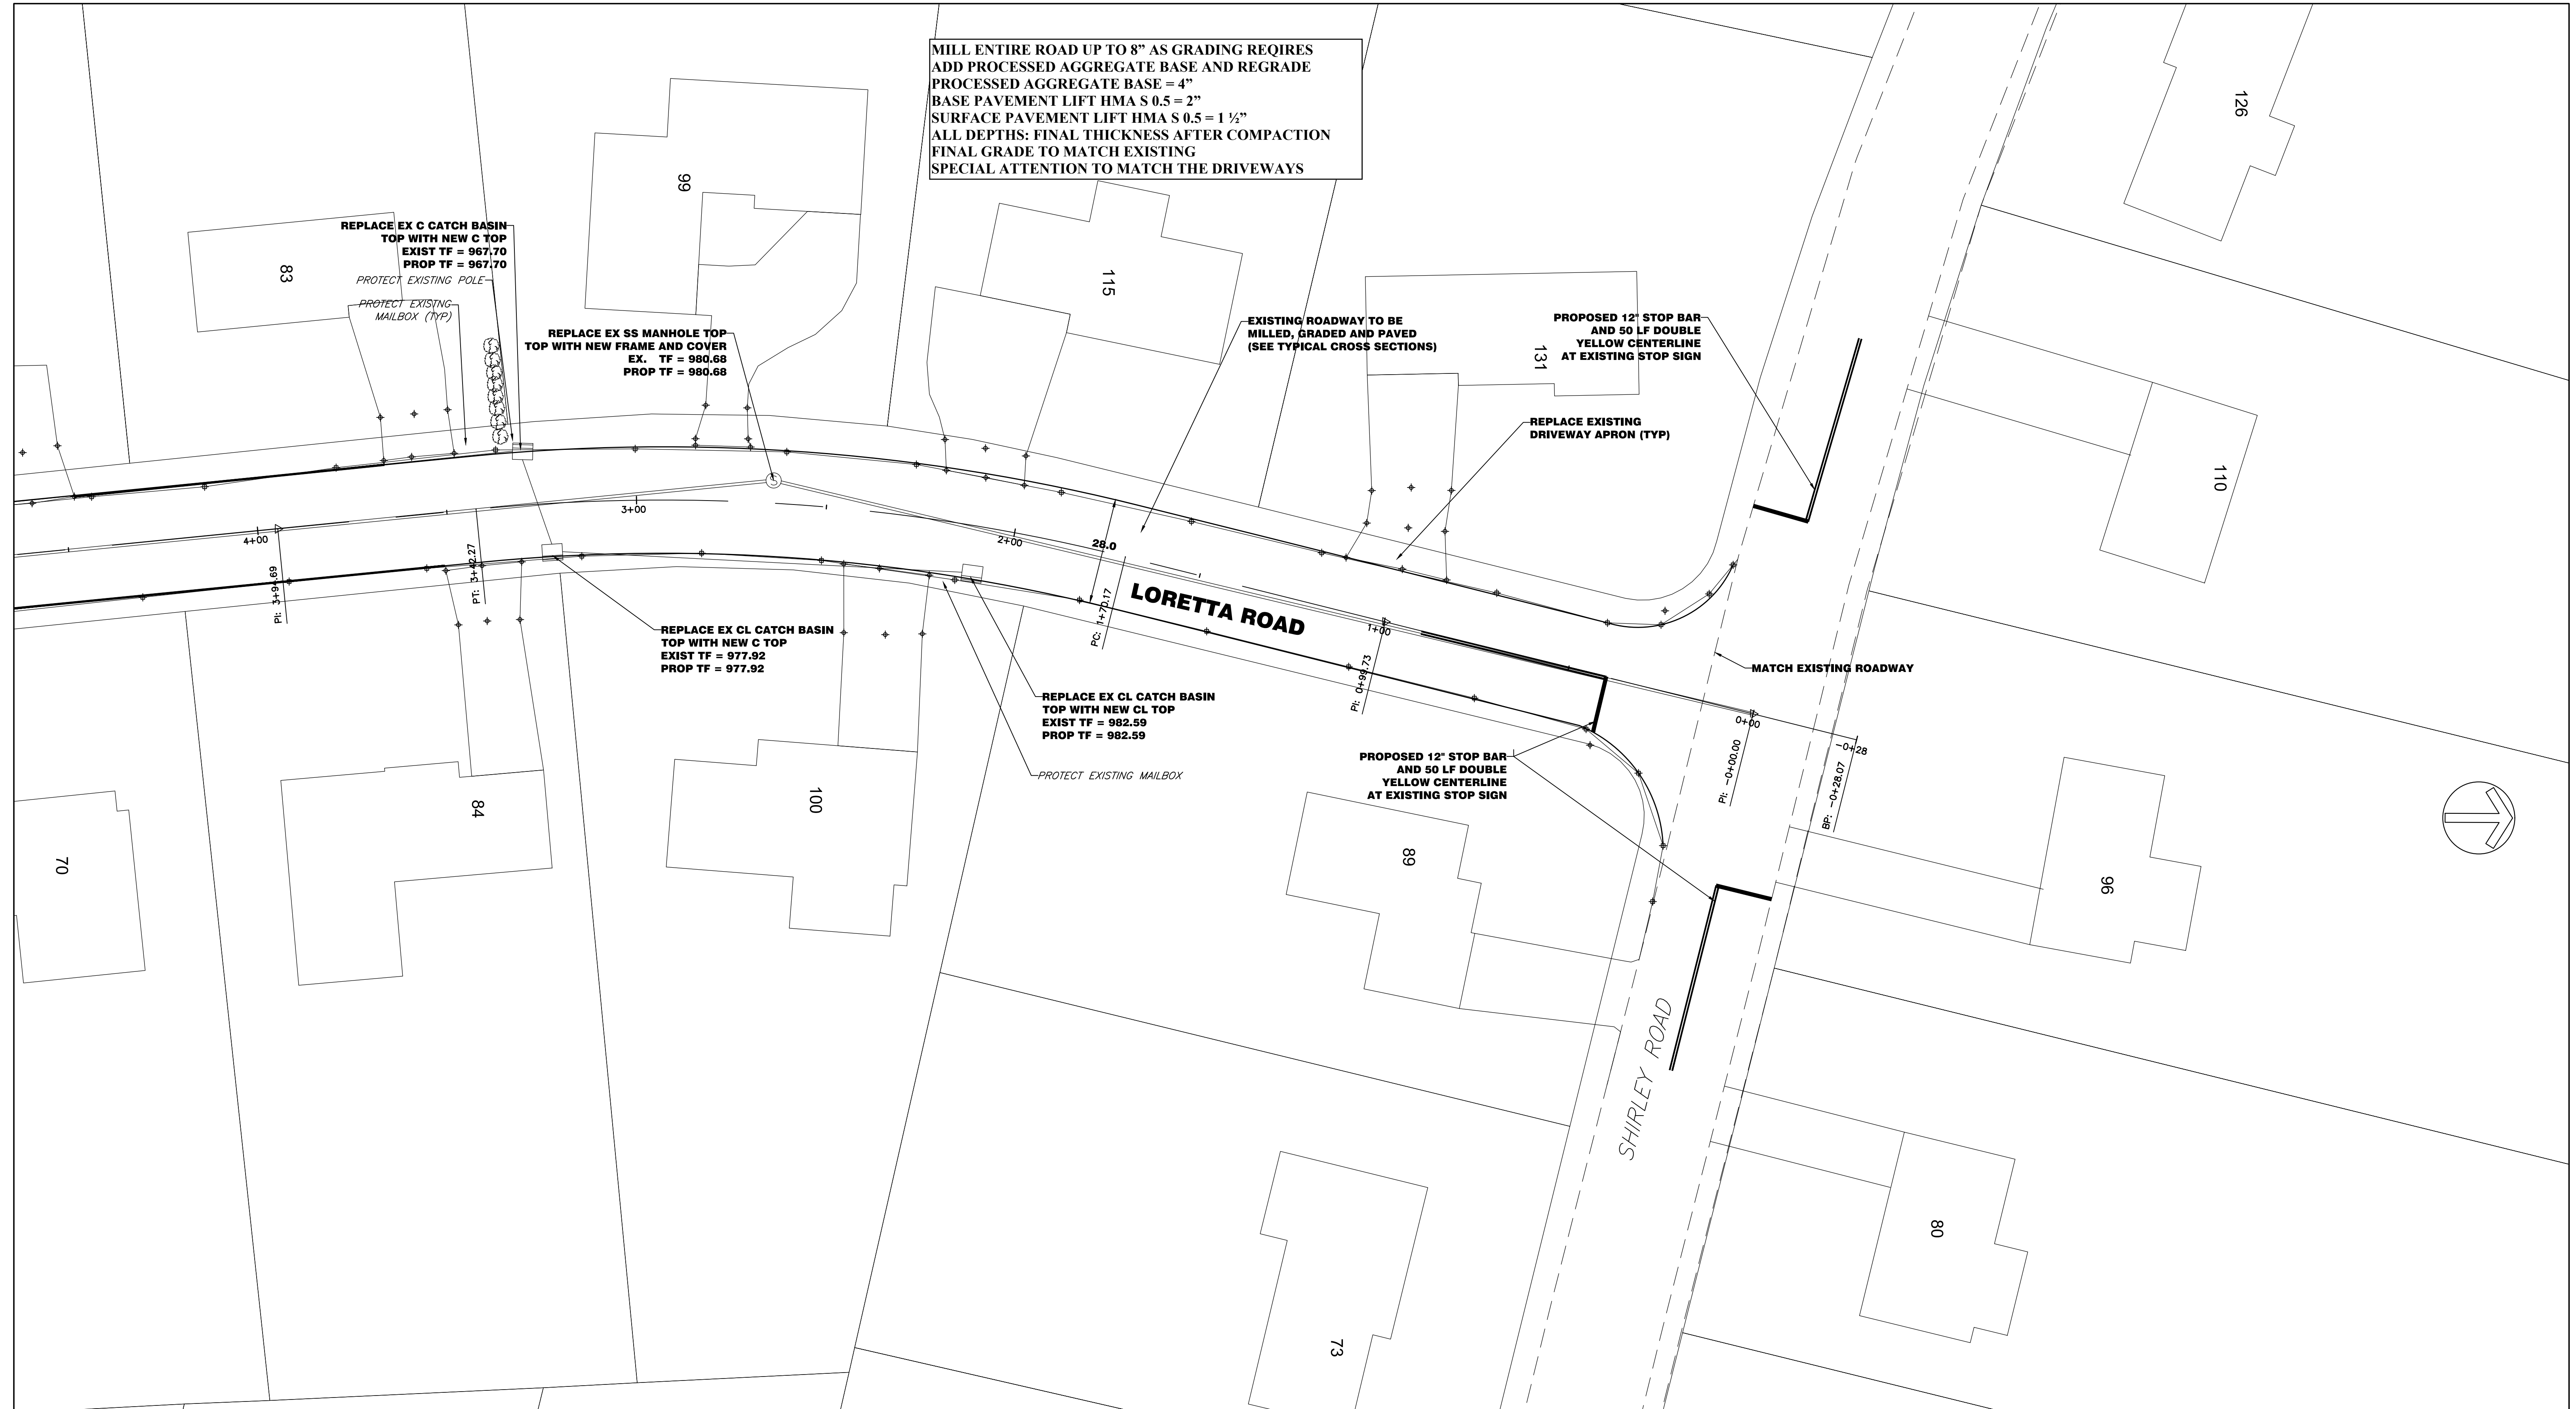 MILL ENTIRE ROAD UP TO 8” AS GRADING REQIRES
ADD PROCESSED AGGREGATE BASE AND REGRADE
PROCESSED AGGREGATE BASE = 4”
BASE PAVEMENT LIFT HMA S 0.5 = 2”
SURFACE PAVEMENT LIFT HMA S 0.5 = 1 ½”
ALL DEPTHS: FINAL THICKNESS AFTER COMPACTION
FINAL GRADE TO MATCH EXISTING
SPECIAL ATTENTION TO MATCH THE DRIVEWAYS
126
99
REPLACE EX C CATCH BASIN
TOP WITH NEW C TOP
EXIST TF = 967.70
PROP TF = 967.70
PROTECT EXISTING POLE
PROTECT EXISTNG
MAILBOX (TYP)
83
115
REPLACE EX SS MANHOLE TOP
TOP WITH NEW FRAME AND COVER
EX. TF = 980.68
PROP TF = 980.68
EXISTING ROADWAY TO BE
MILLED, GRADED AND PAVED
(SEE TYPICAL CROSS SECTIONS)
131
PROPOSED 12" STOP BAR
AND 50 LF DOUBLE
YELLOW CENTERLINE
AT EXISTING STOP SIGN
REPLACE EXISTING
DRIVEWAY APRON (TYP)
110
S
4+00
3+00
2+00
28.0
1+00
0+00
-0+28
PI: 3+94.69
PT: 3+42.27
PC: 1+70.17
PI: 0+99.73
PI: -0+00.00
BP: -0+28.07
LORETTA ROAD
MATCH EXISTING ROADWAY
REPLACE EX CL CATCH BASIN
TOP WITH NEW C TOP
EXIST TF = 977.92
PROP TF = 977.92
REPLACE EX CL CATCH BASIN
TOP WITH NEW CL TOP
EXIST TF = 982.59
PROP TF = 982.59
PROTECT EXISTING MAILBOX
PROPOSED 12" STOP BAR
AND 50 LF DOUBLE
YELLOW CENTERLINE
AT EXISTING STOP SIGN
70
84
100
89
96
SHIRLEY ROAD
80
73